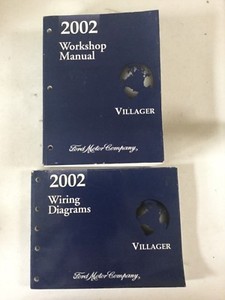 2002
Workshop
Manual
VILLAGER
Ford Motor Company,
2002
Wiring
Diagrams
VILLAGER
Ford Motor Company,